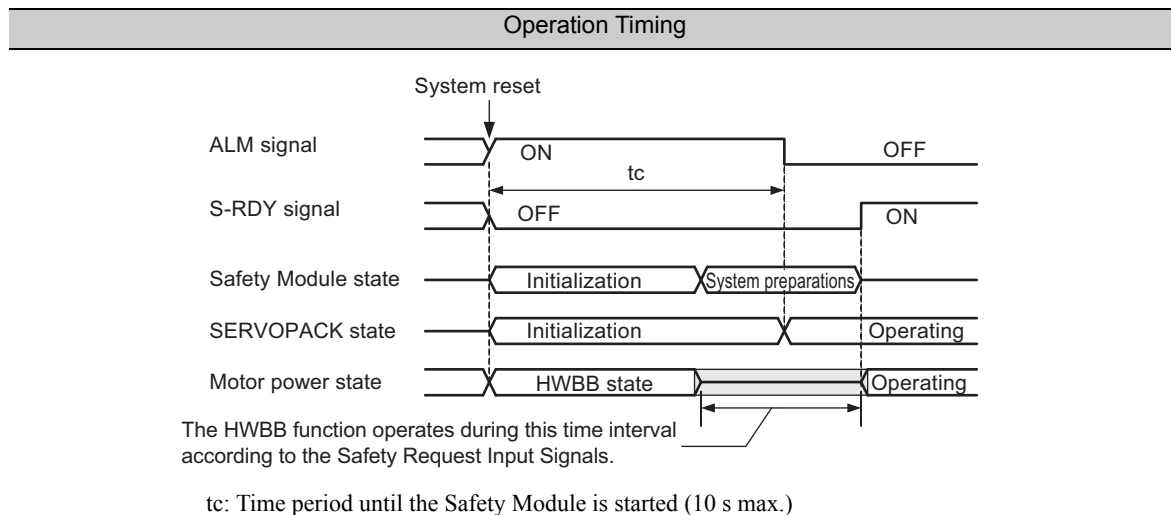 Operation Timing
System reset
ALM signal
ON
OFF
tc
S-RDY signal
OFF
ON
Safety Module state
Initialization
System preparations
SERVOPACK state
Initialization
Operating
Motor power state
HWBB state
Operating
The HWBB function operates during this time interval
according to the Safety Request Input Signals.
tc: Time period until the Safety Module is started (10 s max.)